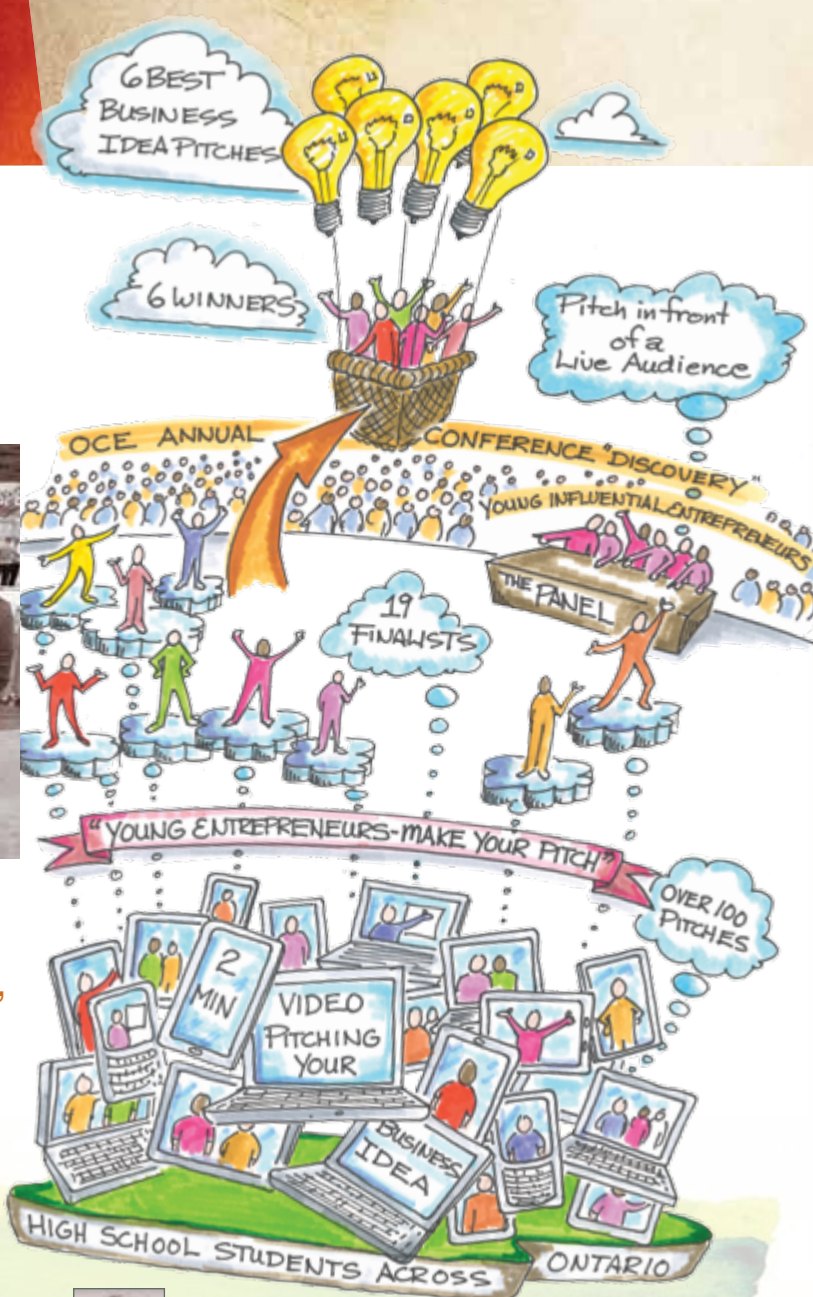 6 BEST
BUSINESS
IDEA PITCHES
6 WINNERS
Pitch in front
of a
Live Audience
OCE ANNUAL CONFERENCE "DISCOVERY"
YOUNG INFLUENTIAL ENTREPRENEURS
THE PANEL
19
FINALISTS
"YOUNG ENTREPRENEURS-MAKE YOUR PITCH"
OVER 100
PITCHES
2
MIN
VIDEO
PITCHING
YOUR
BUSINESS
IDEA
HIGH SCHOOL STUDENTS ACROSS ONTARIO